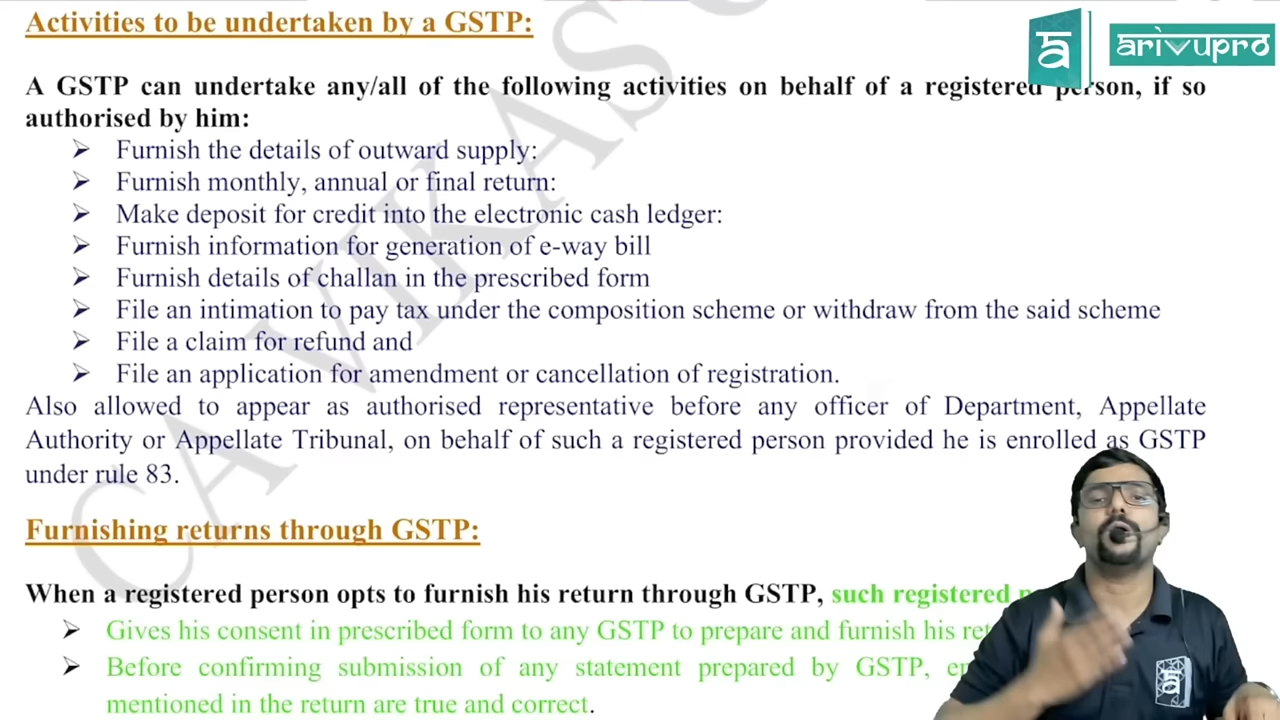 Activities to be undertaken by a GSTP:
arivupro
A GSTP can undertake any/all of the following activities on behalf of a registered person, if so
authorised by him:
➢ Furnish the details of outward supply:
➢ Furnish monthly, annual or final return:
➢ Make deposit for credit into the electronic cash ledger:
➢ Furnish information for generation of e-way bill
➢ Furnish details of challan in the prescribed form
➢ File an intimation to pay tax under the composition scheme or withdraw from the said scheme
➢ File a claim for refund and
➢ File an application for amendment or cancellation of registration.
Also allowed to appear as authorised representative before any officer of Department, Appellate
Authority or Appellate Tribunal, on behalf of such a registered person provided he is enrolled as GSTP
under rule 83.
Furnishing returns through GSTP:
When a registered person opts to furnish his return through GSTP, such registered
➢ Gives his consent in prescribed form to any GSTP to prepare and furnish his
➢ Before confirming submission of any statement prepared by GSTP,
mentioned in the return are true and correct.
CA VIKAS